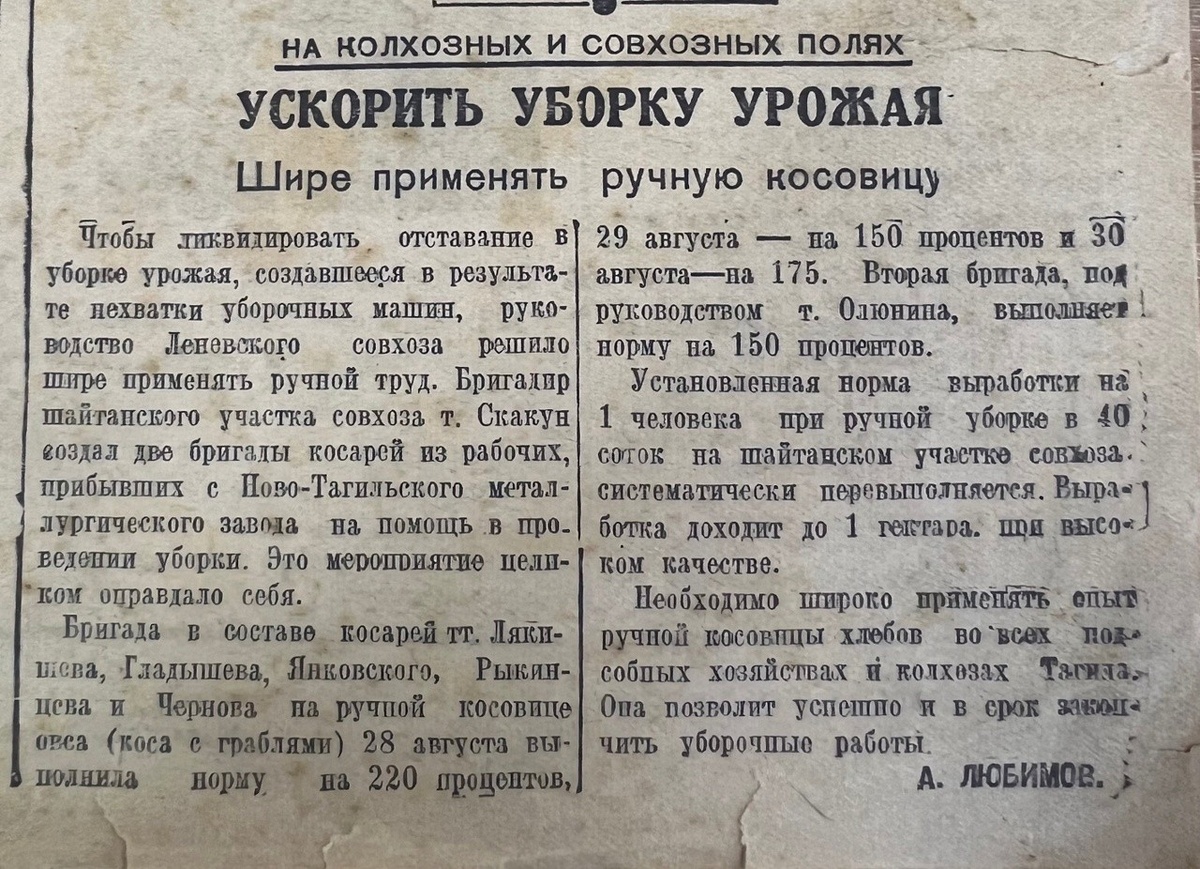 НА КОЛХОЗНЫХ И СОВХОЗНЫХ ПОЛЯХ
УСКОРИТЬ УБОРКУ УРОЖАЯ
Шире применять ручную косовицу
Чтобы ликвидировать отставание в
уборке урожая, создавшееся в результа-
те нехватки уборочных машин, руко-
водство Леневского совхоза решило
шире применять ручной труд. Бригадир
шайтанского участка совхоза т. Скакун
создал две бригады косарей из рабочих,
прибывших с Ново-Тагильского метал-
лургического завода на помощь в про-
ведении уборки. Это мероприятие цели-
ком оправдало себя.
Бригада в составе косарей тт. Ляки-
шева, Гладышева, Янковского, Рыкин-
цева и Чернова на ручной косовице
овса (коса с граблями) 28 августа вы-
полнила норму на 220 процентов,
29 августа — на 150 процентов и 30
августа—на 175. Вторая бригада, под
руководством т. Олюнина, выполняет
норму на 150 процентов.
Установленная норма выработки на
1 человека при ручной уборке в 40
соток на шайтанском участке совхоза
систематически перевыполняется. Выра-
ботка доходит до 1 гектара. при высо-
ком качестве.
Необходимо широко применять опыт
ручной косовицы хлебов во всех под-
собных хозяйствах и колхозах Тагила.
Она позволит успешно и в срок закон-
чить уборочные работы.
А. ЛЮБИМОВ.